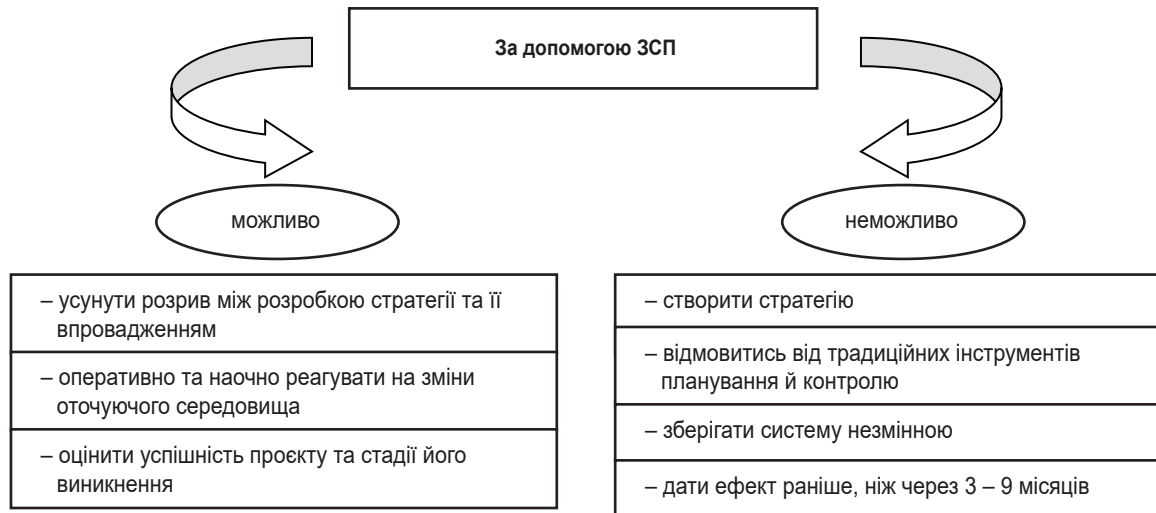 За допомогою ЗСП
можливо
– усунути розрив між розробкою стратегії та її
впровадженням
– оперативно та наочно реагувати на зміни
оточуючого середовища
– оцінити успішність проєкту та стадії його
виникнення
неможливо
– створити стратегію
– відмовитись від традиційних інструментів
планування й контролю
– зберігати систему незмінною
– дати ефект раніше, ніж через 3 – 9 місяців